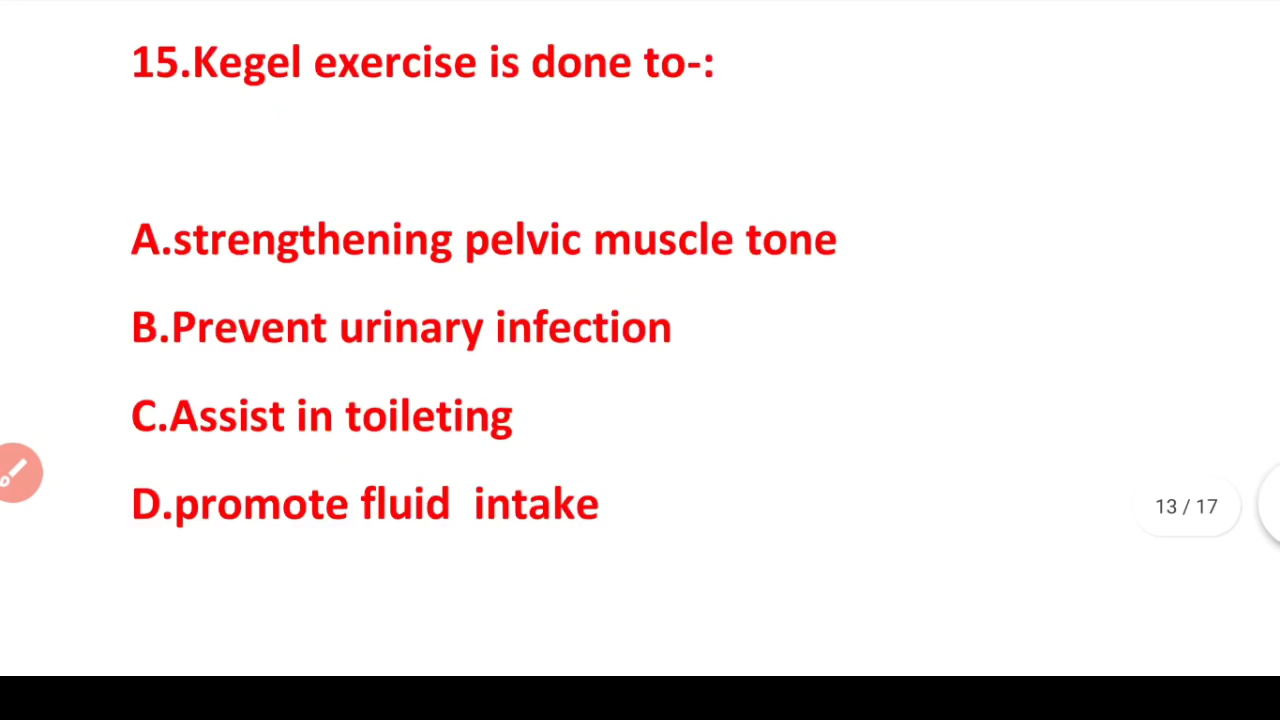 15.Kegel exercise is done to-:
A.strengthening pelvic muscle tone
B.Prevent urinary infection
C.Assist in toileting
D.promote fluid  intake
13 / 17